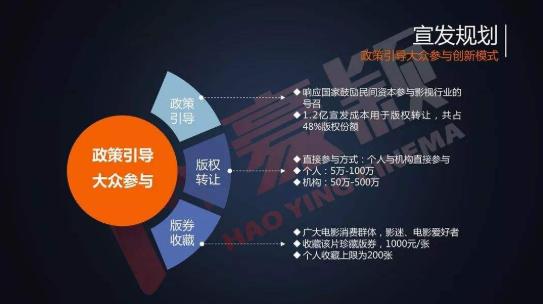 宣发规划
政策引导大众参与创新模式
政策引导
大众参与
政策
引导
◆响应国家鼓励民间资本参与影视行业的
导召
◆1.2亿宣发成本用于版权转让，共占
48%版权份额
版权
转让
◆直接参与方式：个人与机构直接参与
◆个人：5万-100万
◆机构：50万-500万
版券
收藏
◆广大电影消费群体，影迷、电影爱好者
◆收藏该片珍藏版券，1000元/张
◆个人收藏上限为200张
豪颖
HAO YING CINEMA